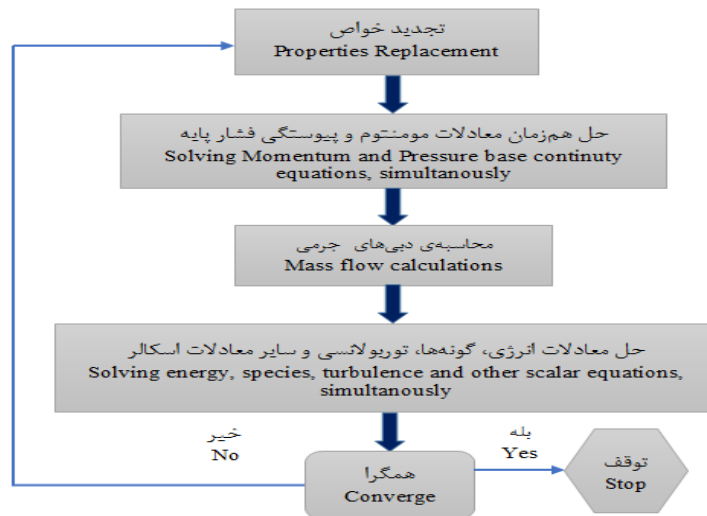 تجدید خواص
Properties Replacement
حل هم‌زمان معادلات مومنتوم و پیوستگی فشار پایه
Solving Momentum and Pressure base continuty
equations, simultanously
محاسبه‌ی دبی‌های جرمی
Mass flow calculations
حل معادلات انرژی، گونه‌ها، توربولانسی و سایر معادلات اسکالر
Solving energy, species, turbulence and other scalar equations,
simultanously
خیر
No
بله
Yes
همگرا
Converge
توقف
Stop